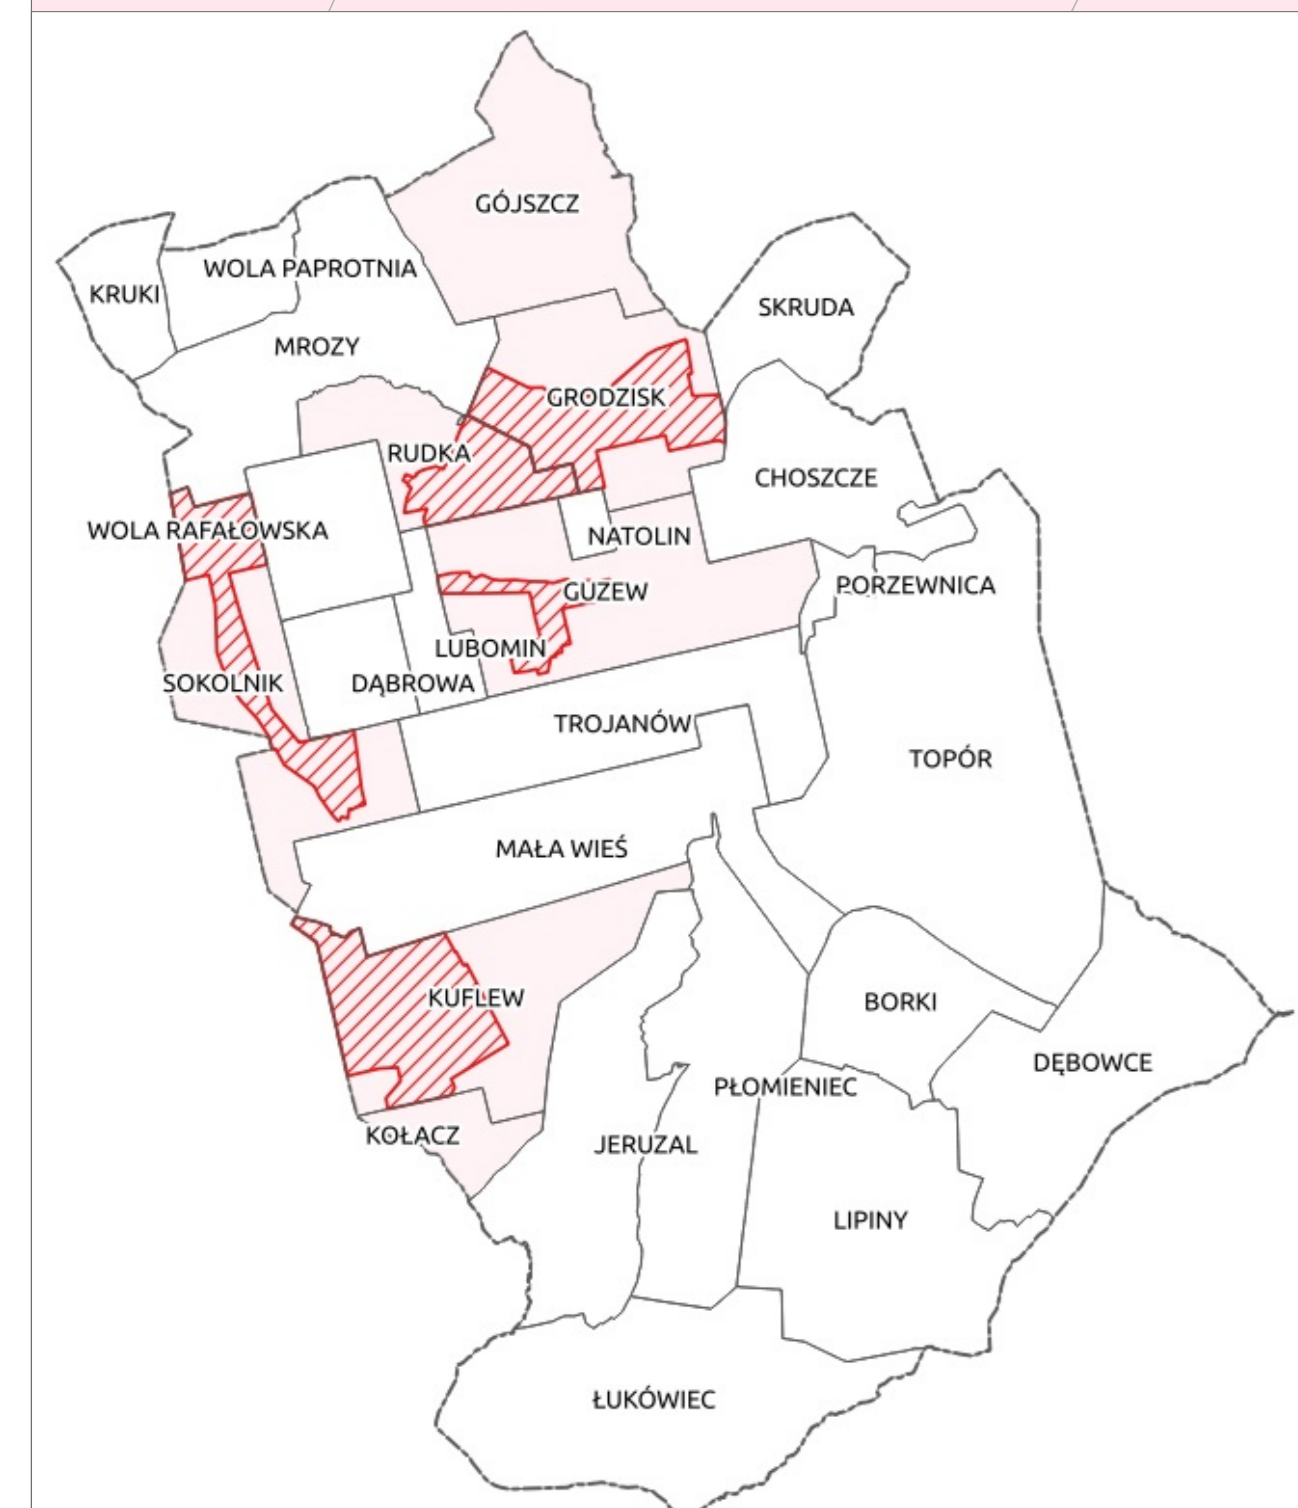 GÓJSZCZ
WOLA PAPROTNIA
KRUKI
SKRUDA
MROZY
GRODZISK
RUDKA
CHOSZCZE
WOLA RAFAŁOWSKA
NATOLIN
PORZEWNICA
GUZEW
LUBOMIN
SOKOLNIK
DĄBROWA
TROJANÓW
TOPÓR
MAŁA WIEŚ
KUFLEW
BORKI
DĘBOWCE
PŁOMIENIEC
KOŁACZ
JERUZAL
LIPINY
ŁUKÓWIEC